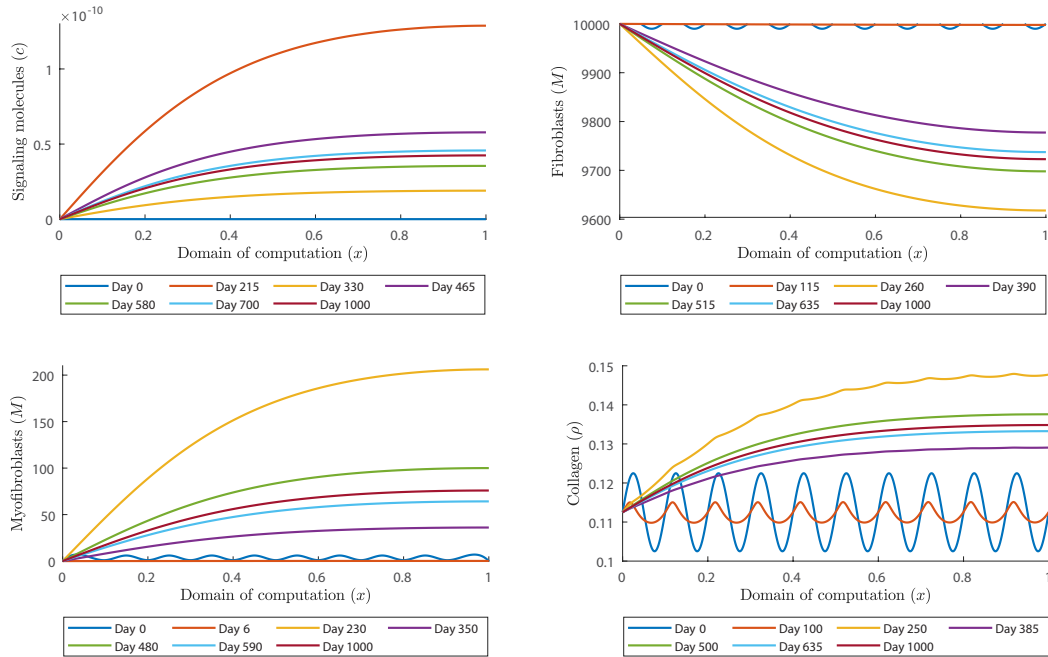 ×10⁻¹⁰
Signaling molecules (c)
1
0.5
0
0 0.2 0.4 0.6 0.8 1
Domain of computation (x)
Day 0 Day 215 Day 330 Day 465
Day 580 Day 700 Day 1000
Fibroblasts (M)
10000
9900
9800
9700
9600
0 0.2 0.4 0.6 0.8 1
Domain of computation (x)
Day 0 Day 115 Day 260 Day 390
Day 515 Day 635 Day 1000
Myofibroblasts (M)
200
150
100
50
0
0 0.2 0.4 0.6 0.8 1
Domain of computation (x)
Day 0 Day 6 Day 230 Day 350
Day 480 Day 590 Day 1000
Collagen (ρ)
0.15
0.14
0.13
0.12
0.11
0.1
0 0.2 0.4 0.6 0.8 1
Domain of computation (x)
Day 0 Day 100 Day 250 Day 385
Day 500 Day 635 Day 1000